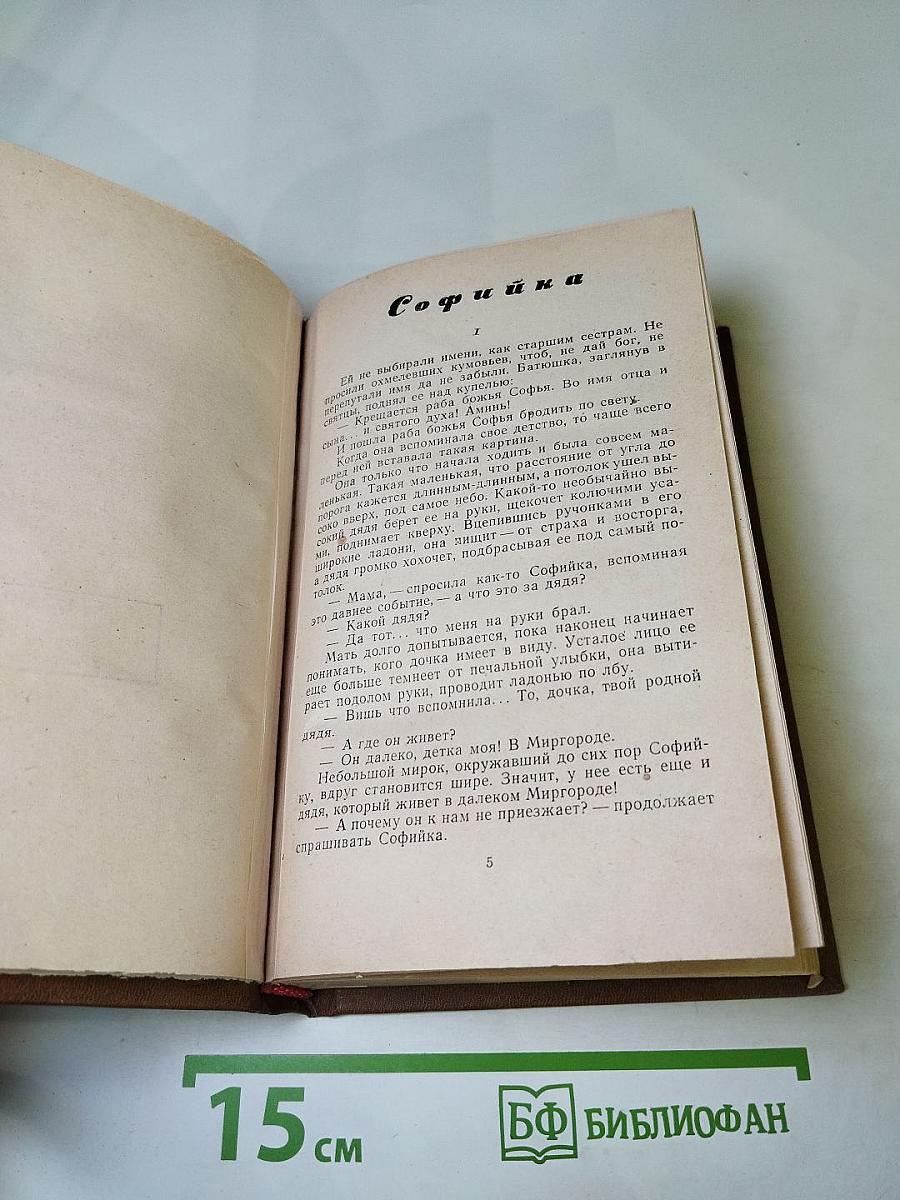 Софийка
I
Ей не выбирали имени, как старшим сестрам. Не
просили охмелевших кумовьев, чтоб, не дай бог, не
перепутали имя да не забыли. Батюшка, заглянув в
святцы, поднял ее над купелью:
— Крещается раба божья Софья. Во имя отца и
сына... и святого духа! Аминь!
И пошла раба божья Софья бродить по свету.
Когда она вспоминала свое детство, то чаще всего
перед ней вставала такая картина.
Она только что начала ходить и была совсем ма-
ленькая. Такая маленькая, что расстояние от угла до
порога кажется длинным-длинным, а потолок ушел вы-
соко вверх, под самое небо. Какой-то необычайно вы-
сокий дядя берет ее на руки, щекочет колючими уса-
ми, поднимает кверху. Вцепившись ручонками в его
широкие ладони, она пищит — от страха и восторга,
а дядя громко хохочет, подбрасывая ее под самый по-
толок.
— Мама, — спросила как-то Софийка, вспоминая
это давнее событие, — а что это за дядя?
— Какой дядя?
— Да тот... что меня на руки брал.
Мать долго допытывается, пока наконец начинает
понимать, кого дочка имеет в виду. Усталое лицо ее
еще больше темнеет от печальной улыбки, она выти-
рает подолом руки, проводит ладонью по лбу.
— Вишь что вспомнила... То, дочка, твой родной
дядя.
— А где он живет?
— Он далеко, детка моя! В Миргороде.
Небольшой мирок, окружавший до сих пор Софий-
ку, вдруг становится шире. Значит, у нее есть еще и
дядя, который живет в далеком Миргороде!
— А почему он к нам не приезжает? — продолжает
спрашивать Софийка.
5
15 см
БФ БИБЛИОФАН